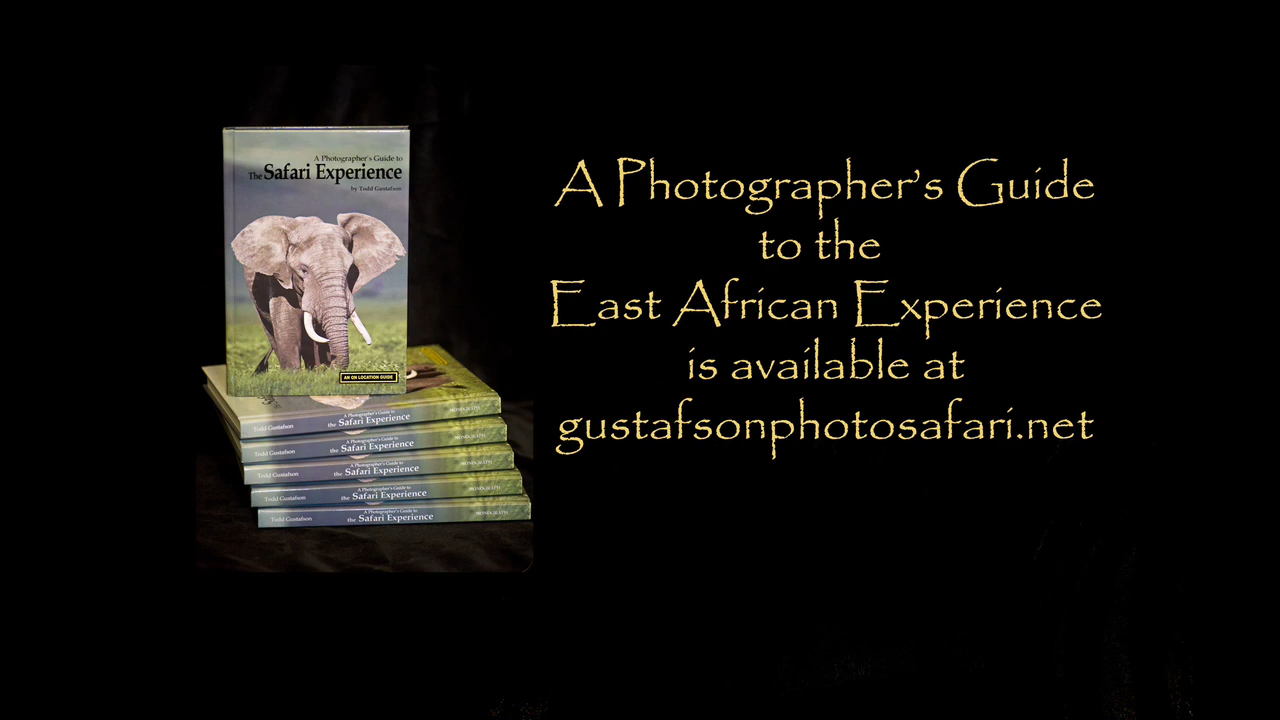 A Photographer's Guide to
The Safari Experience
by Todd Gustafson
AN ON LOCATION GUIDE
Todd Gustafson
A Photographer's Guide to
the Safari Experience
Todd Gustafson
A Photographer's Guide to
the Safari Experience
Todd Gustafson
A Photographer's Guide to
the Safari Experience
Todd Gustafson
A Photographer's Guide to
the Safari Experience
Todd Gustafson
A Photographer's Guide to
the Safari Experience
A Photographer's Guide
to the
East African Experience
is available at
gustafsonphotosafari.net